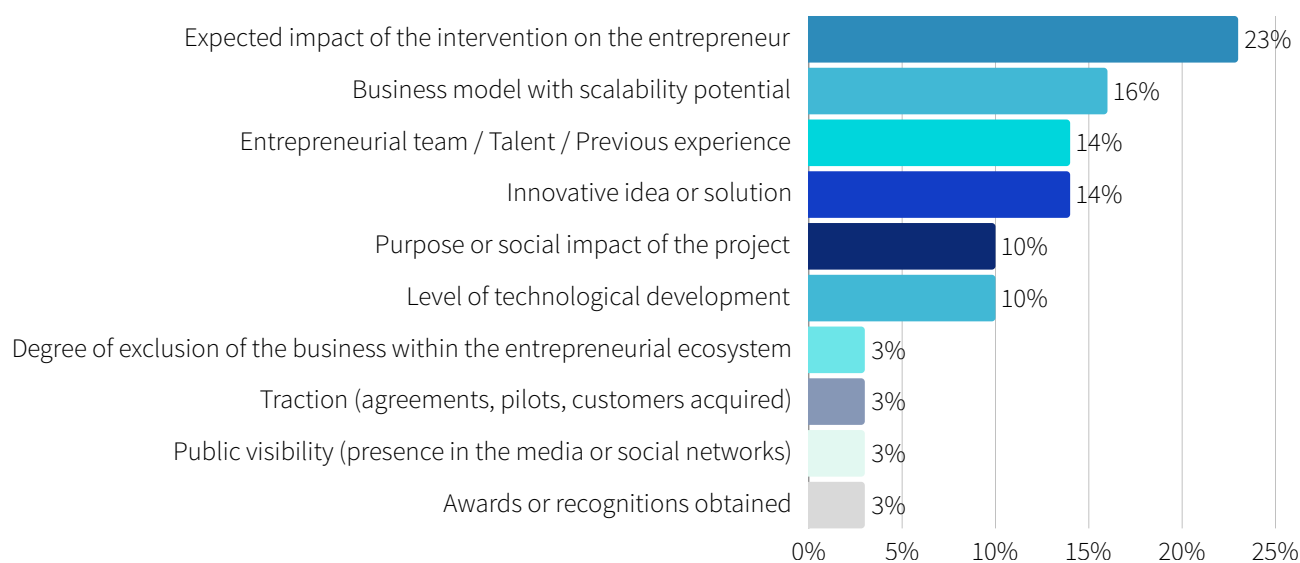 Expected impact of the intervention on the entrepreneur 23%
Business model with scalability potential 16%
Entrepreneurial team / Talent / Previous experience 14%
Innovative idea or solution 14%
Purpose or social impact of the project 10%
Level of technological development 10%
Degree of exclusion of the business within the entrepreneurial ecosystem 3%
Traction (agreements, pilots, customers acquired) 3%
Public visibility (presence in the media or social networks) 3%
Awards or recognitions obtained 3%
0% 5% 10% 15% 20% 25%